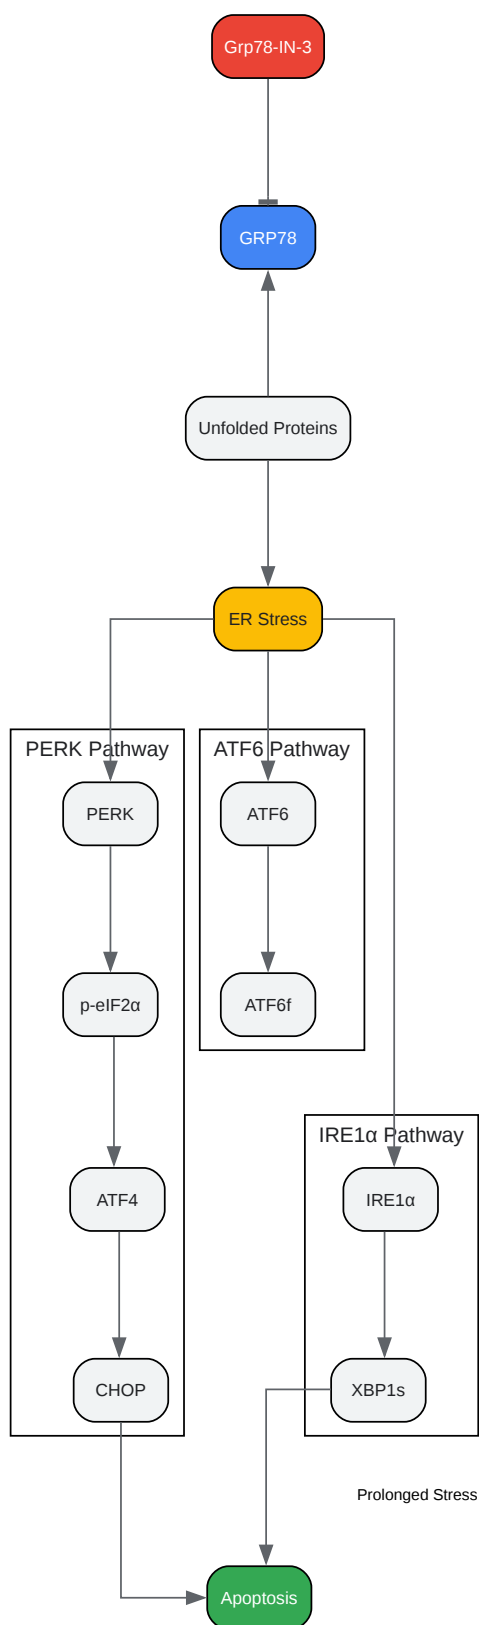 Grp78-IN-3
GRP78
Unfolded Proteins
ER Stress
PERK Pathway
ATF6 Pathway
PERK
ATF6
p-eIF2α
ATF6f
IRE1α Pathway
ATF4
IRE1α
CHOP
XBP1s
Prolonged Stress
Apoptosis